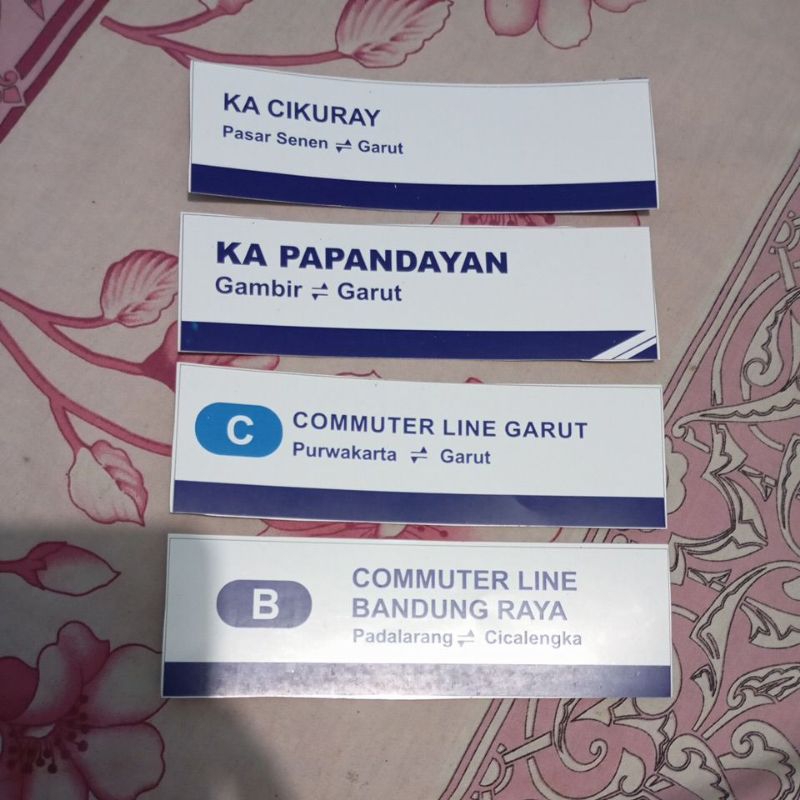 KA CIKURAY
Pasar Senen ⇌ Garut
KA PAPANDAYAN
Gambir ⇌ Garut
C
COMMUTER LINE GARUT
Purwakarta ⇌ Garut
B
COMMUTER LINE
BANDUNG RAYA
Padalarang ⇌ Cicalengka